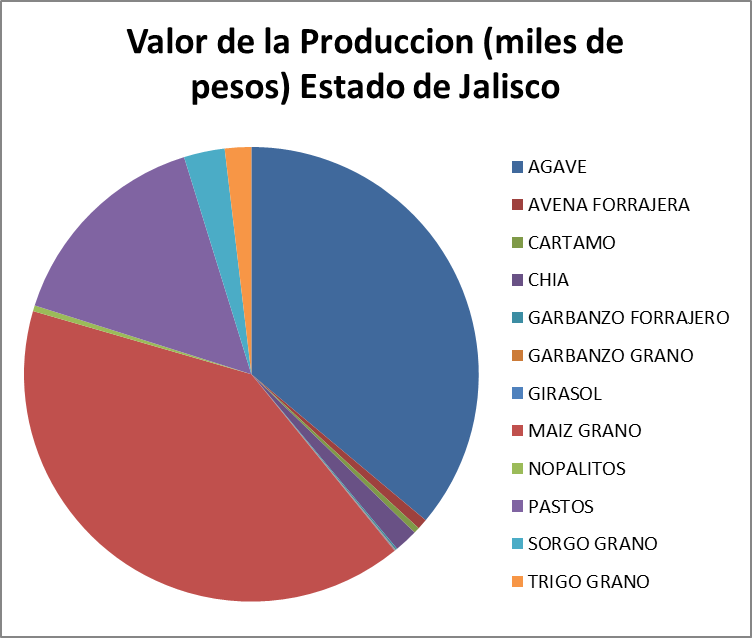 Valor de la Produccion (miles de
pesos) Estado de Jalisco
AGAVE
AVENA FORRAJERA
CARTAMO
CHIA
GARBANZO FORRAJERO
GARBANZO GRANO
GIRASOL
MAIZ GRANO
NOPALITOS
PASTOS
SORGO GRANO
TRIGO GRANO